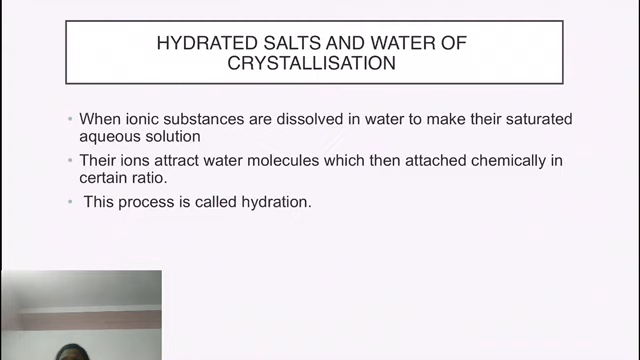 HYDRATED SALTS AND WATER OF
CRYSTALLISATION
• When ionic substances are dissolved in water to make their saturated
aqueous solution
• Their ions attract water molecules which then attached chemically in
certain ratio.
• This process is called hydration.